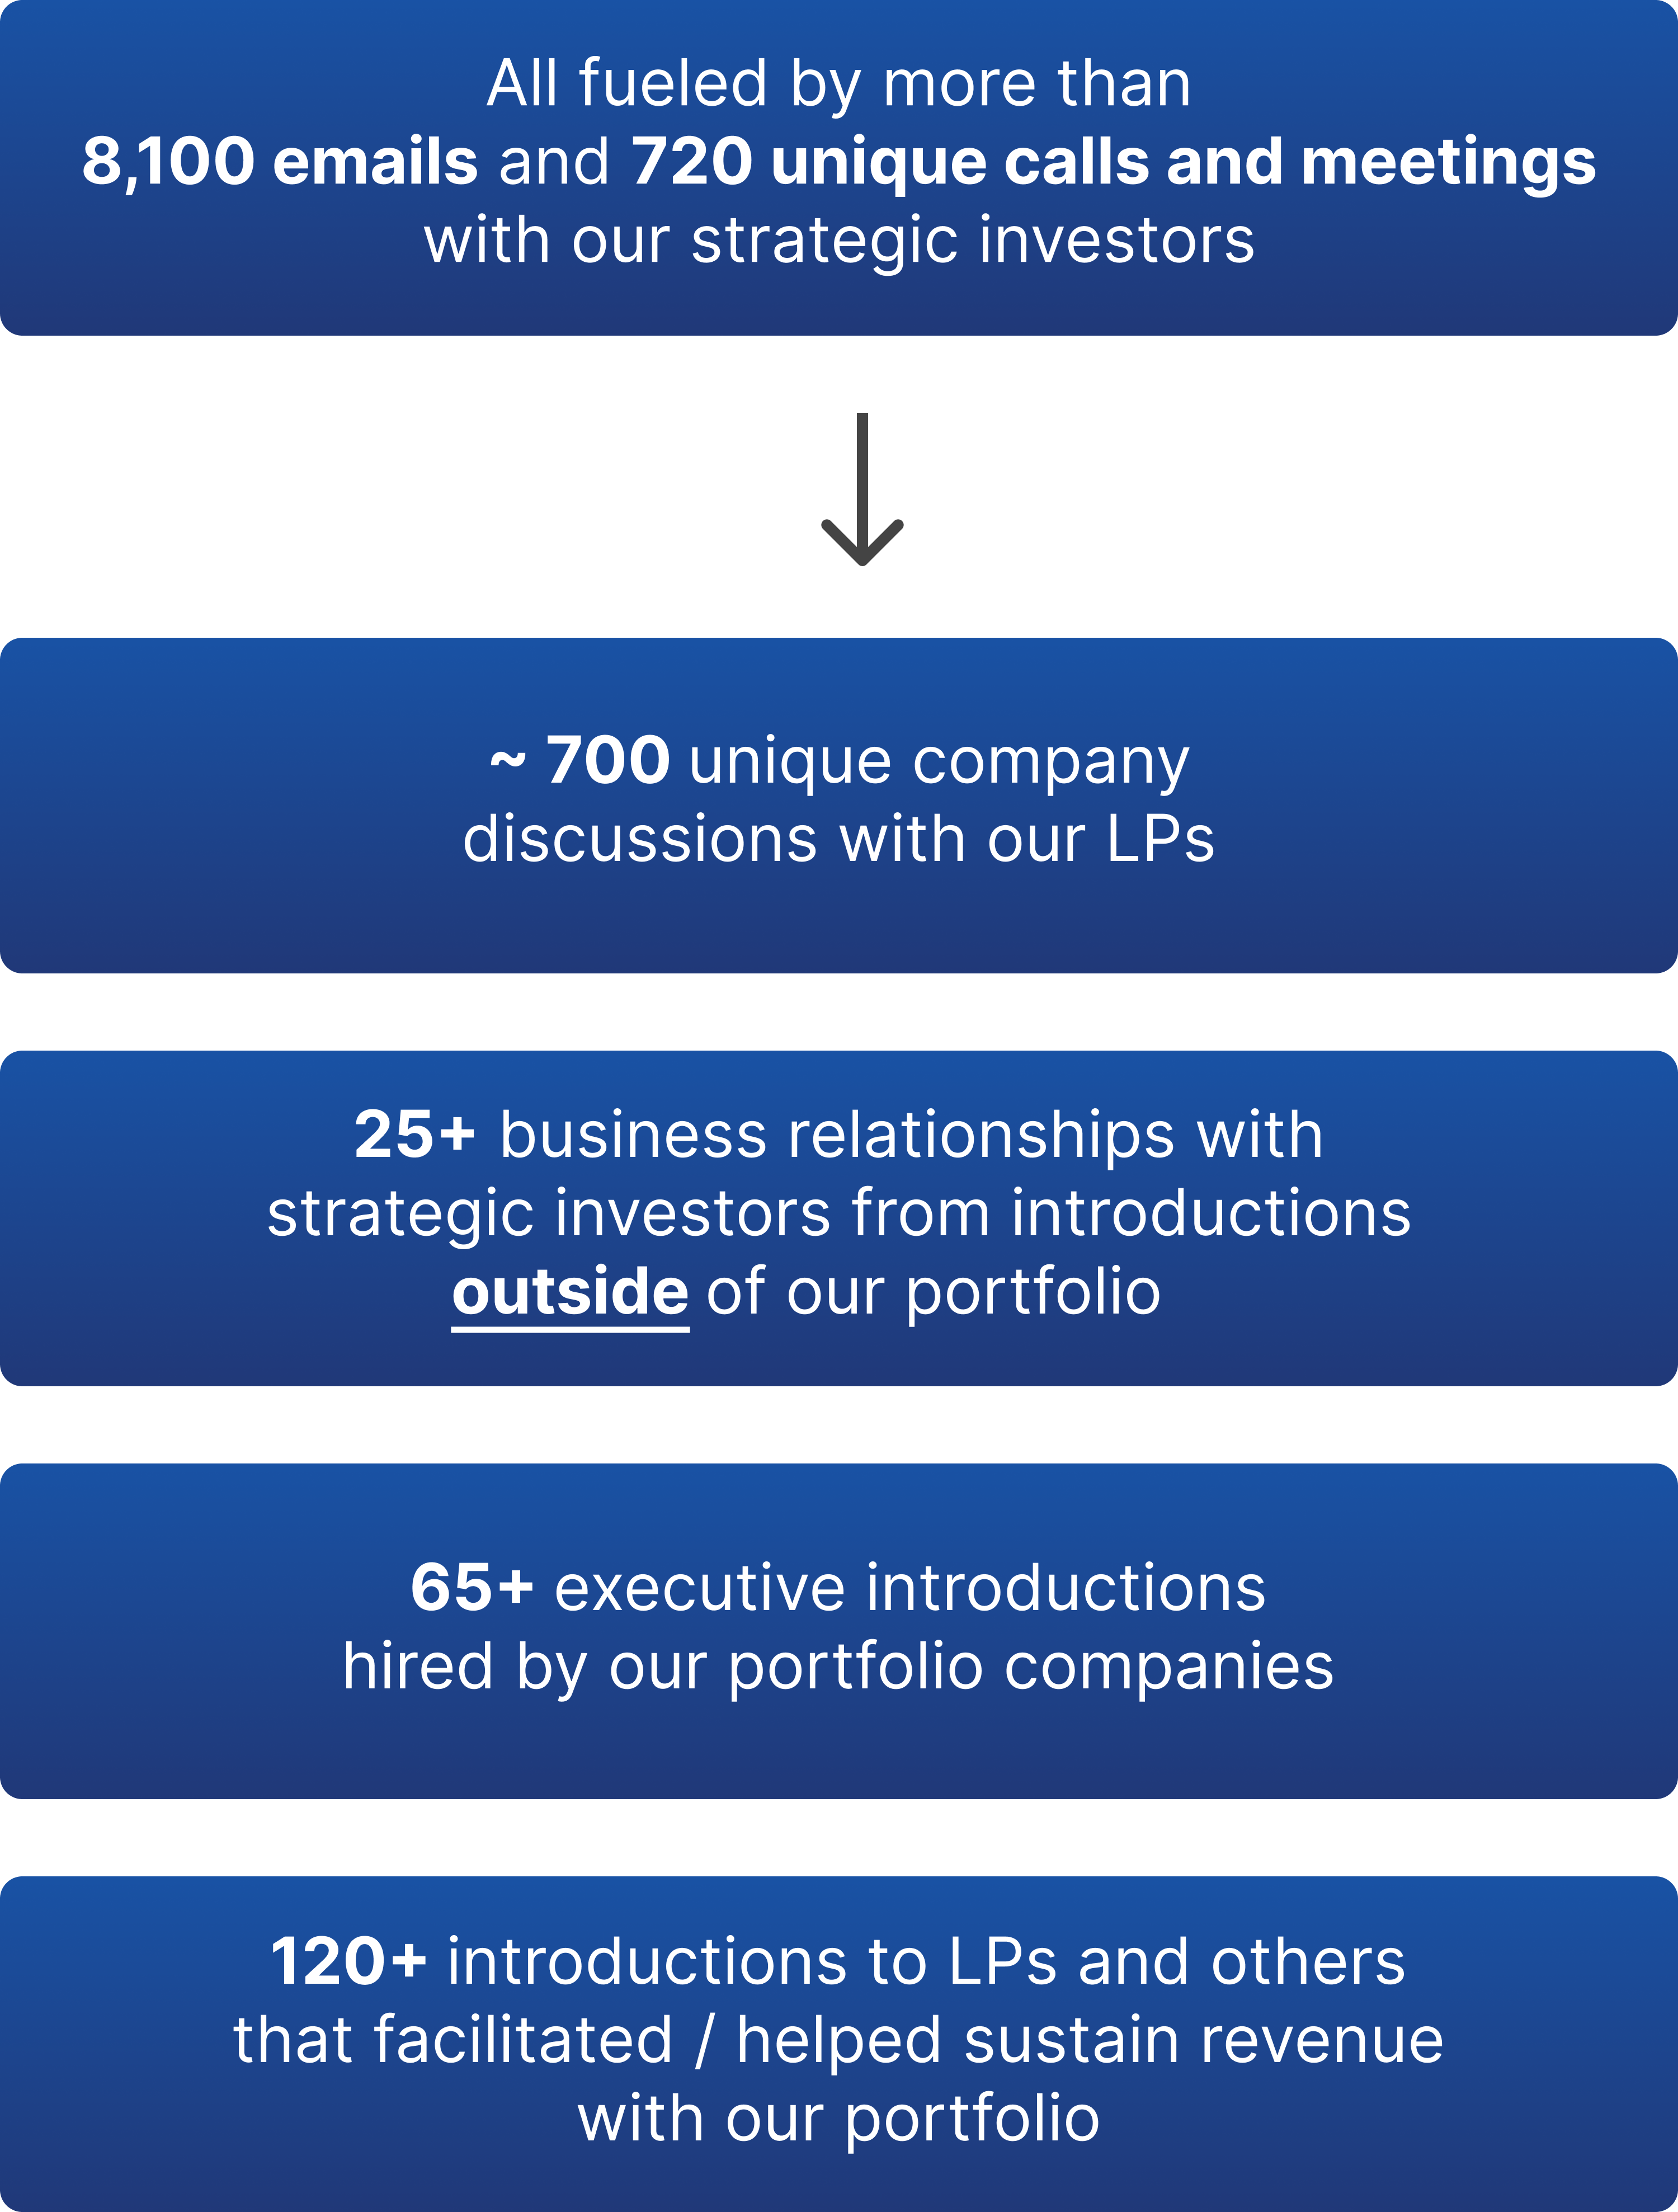 All fueled by more than
8,100 emails and 720 unique calls and meetings
with our strategic investors
~ 700 unique company
discussions with our LPs
25+ business relationships with
strategic investors from introductions
outside of our portfolio
65+ executive introductions
hired by our portfolio companies
120+ introductions to LPs and others
that facilitated / helped sustain revenue
with our portfolio